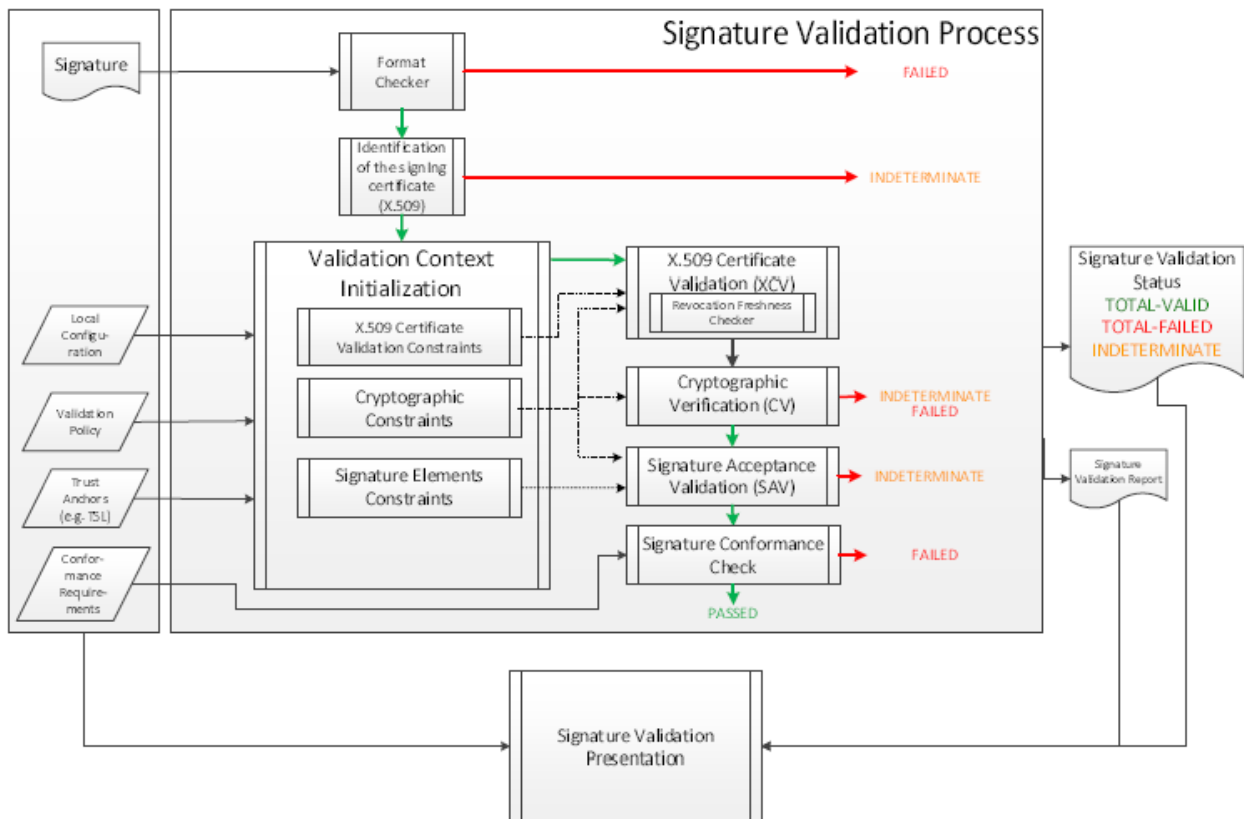 Signature Validation Process
Signature
Format
Checker
FAILED
Identification
of the signing
certificate
(X.509)
INDETERMINATE
Validation Context
Initialization
X.509 Certificate
Validation Constraints
Cryptographic
Constraints
Signature Elements
Constraints
X.509 Certificate
Validation (XCV)
Revocation Freshness
Checker
Cryptographic
Verification (CV)
INDETERMINATE
FAILED
Signature Acceptance
Validation (SAV)
INDETERMINATE
Signature Conformance
Check
FAILED
PASSED
Local
Configu-
ration
Validation
Policy
Trust
Anchors
(e.g. TSL)
Confor-
mance
Require-
ments
Signature Validation
Status
TOTAL-VALID
TOTAL-FAILED
INDETERMINATE
Signature
Validation Report
Signature Validation
Presentation